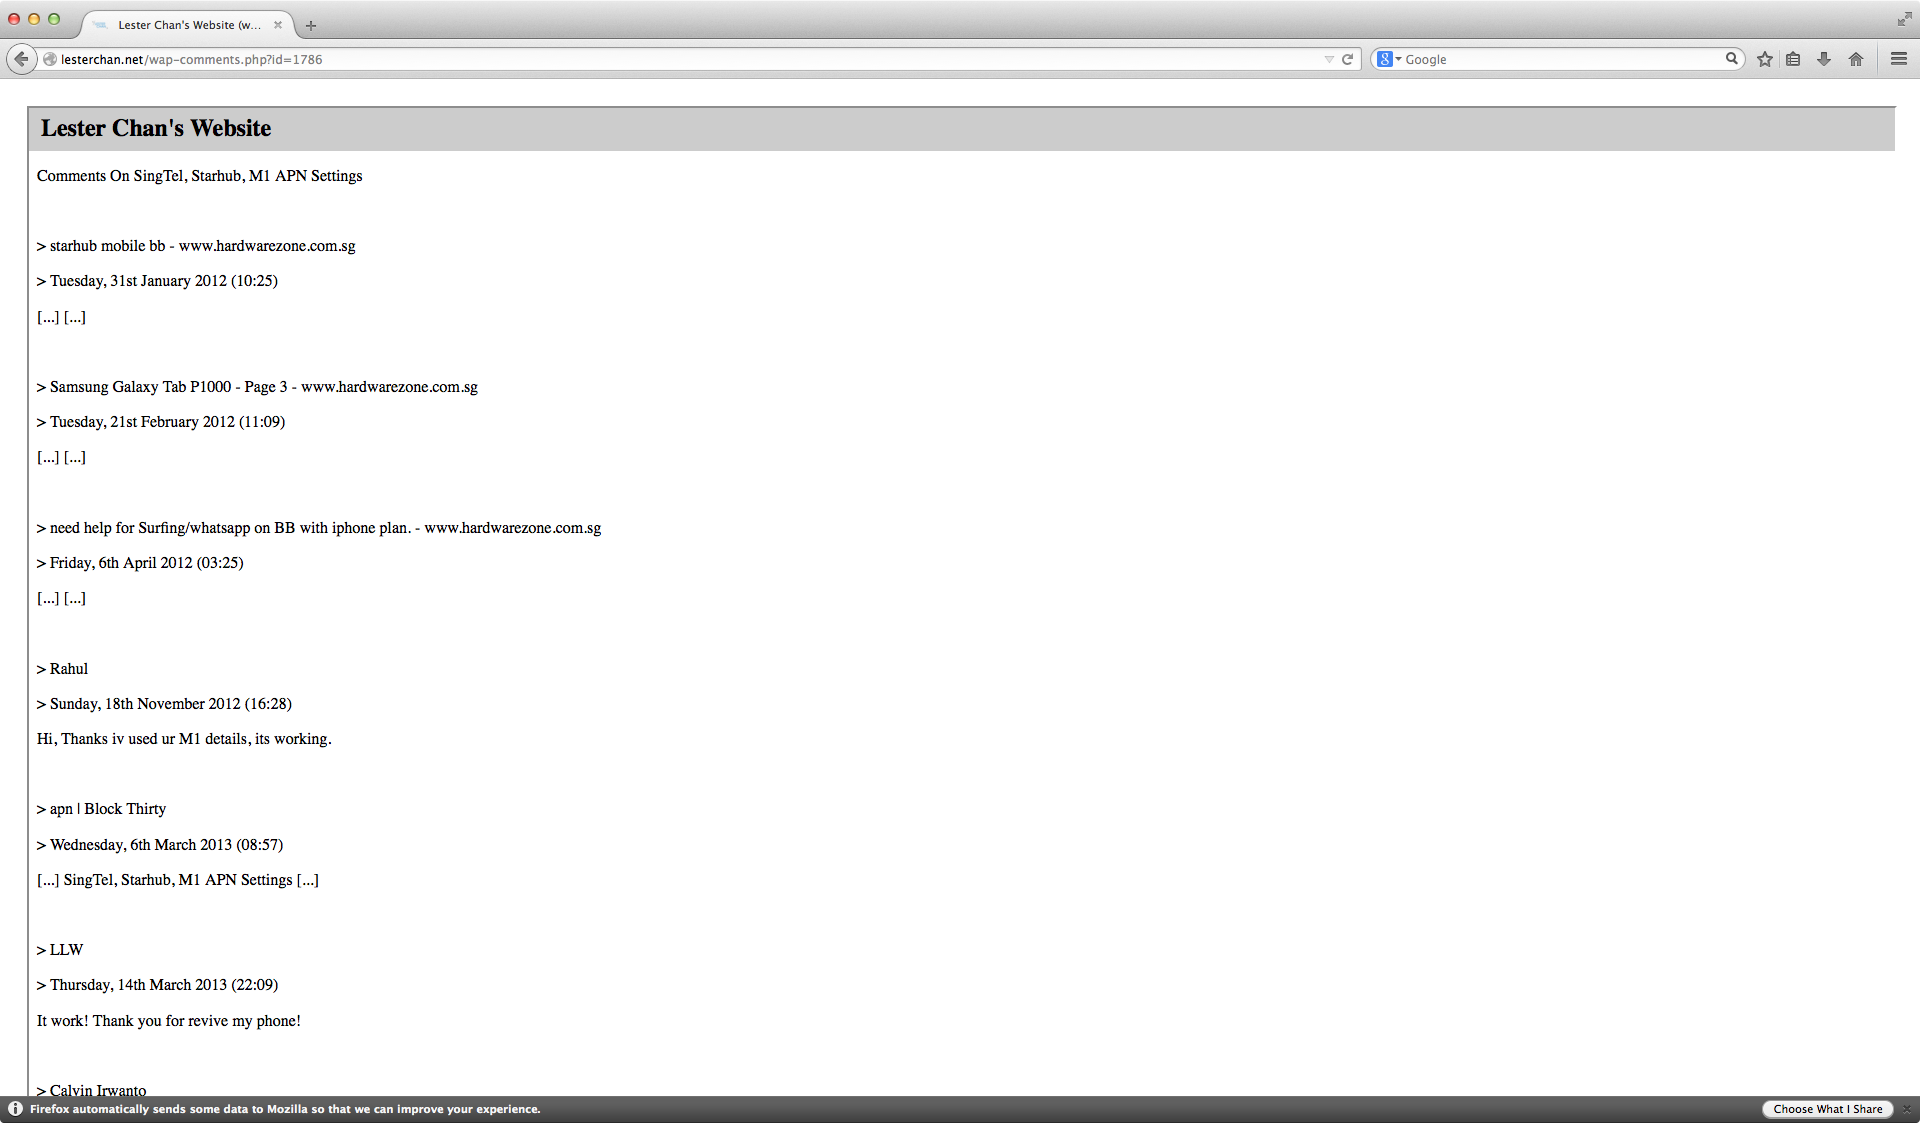 Lester Chan's Website (w...
lesterchan.net/wap-comments.php?id=1786
Google
Lester Chan's Website
Comments On SingTel, Starhub, M1 APN Settings
> starhub mobile bb - www.hardwarezone.com.sg
> Tuesday, 31st January 2012 (10:25)
[...] [...]
> Samsung Galaxy Tab P1000 - Page 3 - www.hardwarezone.com.sg
> Tuesday, 21st February 2012 (11:09)
[...] [...]
> need help for Surfing/whatsapp on BB with iphone plan. - www.hardwarezone.com.sg
> Friday, 6th April 2012 (03:25)
[...] [...]
> Rahul
> Sunday, 18th November 2012 (16:28)
Hi, Thanks iv used ur M1 details, its working.
> apn | Block Thirty
> Wednesday, 6th March 2013 (08:57)
[...] SingTel, Starhub, M1 APN Settings [...]
> LLW
> Thursday, 14th March 2013 (22:09)
It work! Thank you for revive my phone!
> Calvin Irwanto
Firefox automatically sends some data to Mozilla so that we can improve your experience.
Choose What I Share